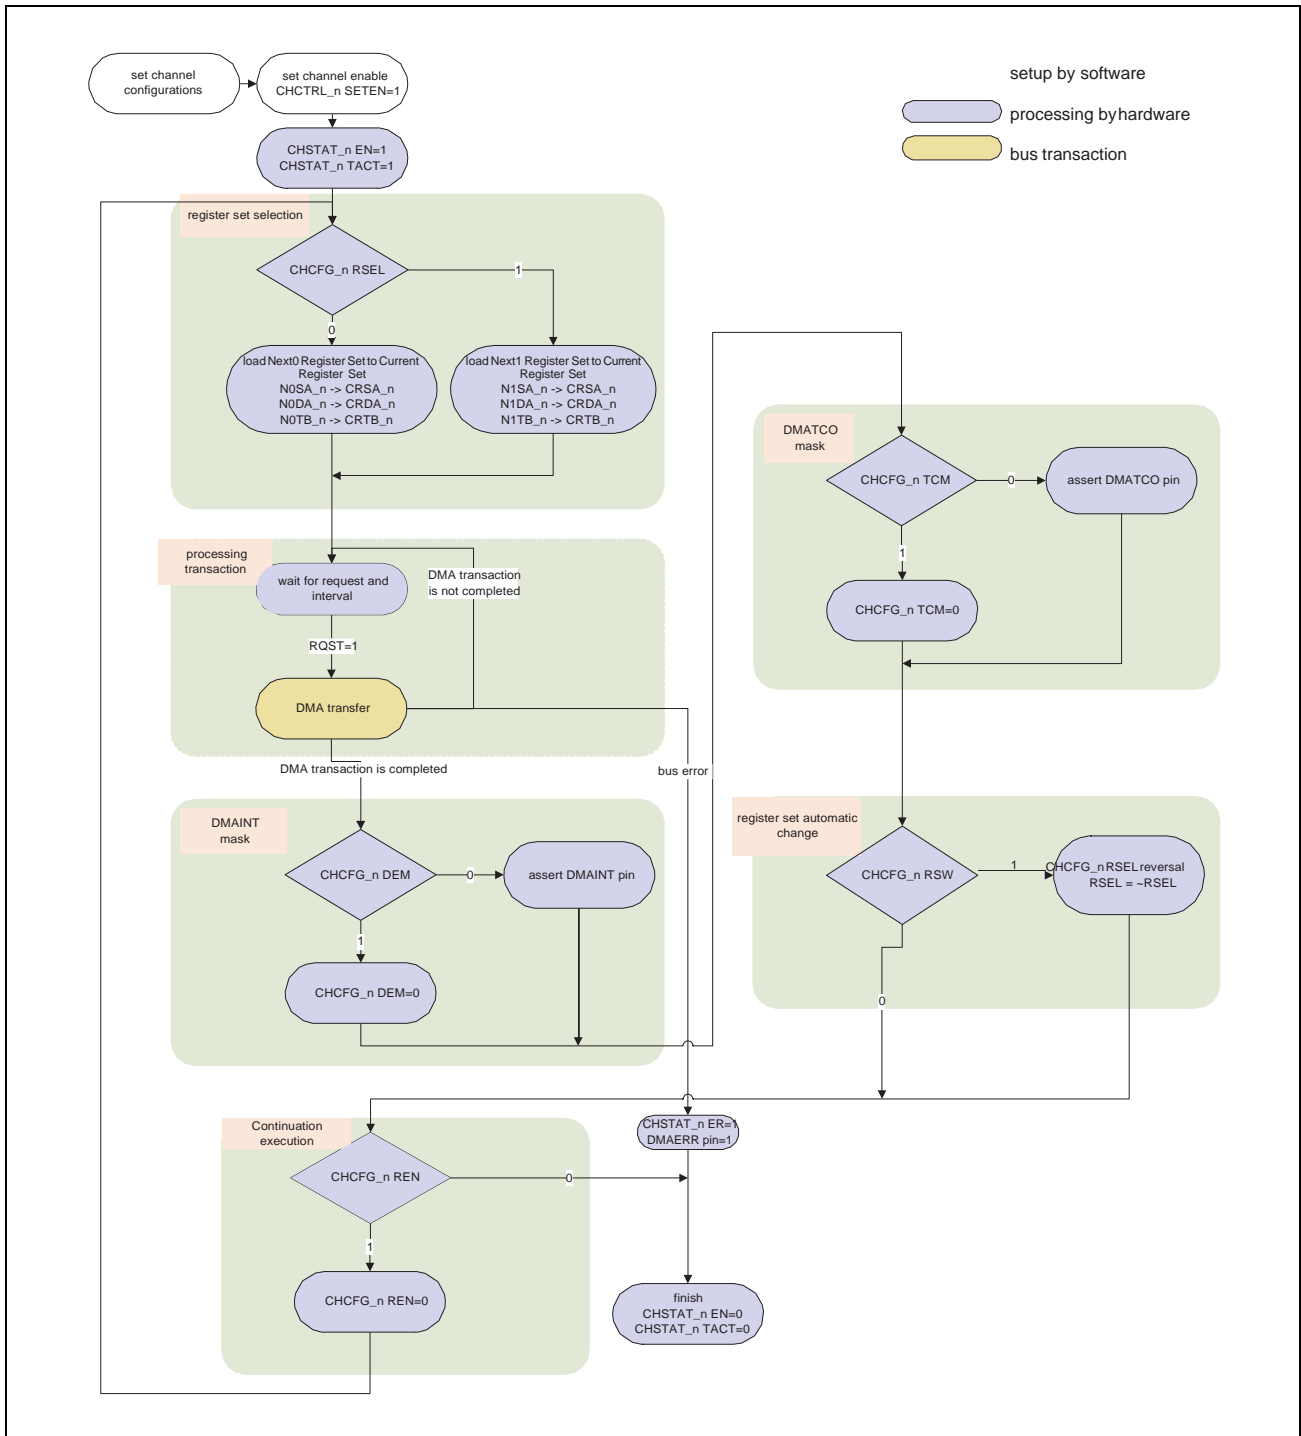 set channel
configurations
set channel enable
CHCTRL_n SETEN=1
setup by software
processing by hardware
bus transaction
CHSTAT_n EN=1
CHSTAT_n TACT=1
register set selection
CHCFG_n RSEL
1
0
load Next0 Register Set to Current
Register Set
N0SA_n -> CRSA_n
N0DA_n -> CRDA_n
N0TB_n -> CRTB_n
load Next1 Register Set to Current
Register Set
N1SA_n -> CRSA_n
N1DA_n -> CRDA_n
N1TB_n -> CRTB_n
processing
transaction
wait for request and
interval
DMA transaction
is not completed
RQST=1
DMA transfer
DMA transaction is completed
bus error
DMAINT
mask
CHCFG_n DEM
0
assert DMAINT pin
1
CHCFG_n DEM=0
DMATCO
mask
CHCFG_n TCM
0
assert DMATCO pin
1
CHCFG_n TCM=0
register set automatic
change
CHCFG_n RSW
1
CHCFG_n RSEL reversal
RSEL = ~RSEL
0
Continuation
execution
CHCFG_n REN
0
1
CHCFG_n REN=0
CHSTAT_n ER=1
DMAERR pin=1
finish
CHSTAT_n EN=0
CHSTAT_n TACT=0